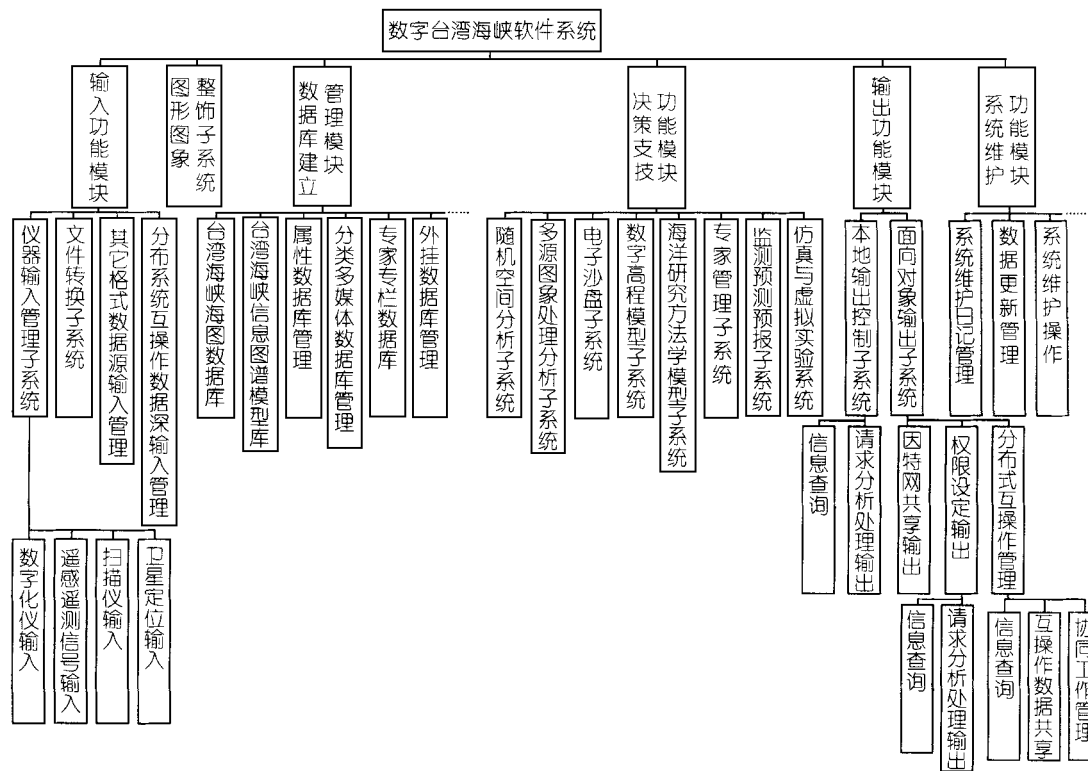 数字台湾海峡软件系统
输入功能模块
图形图象
整饰子系统
数据库建立
管理模块
决策支技
功能模块
输出功能模块
系统维护
功能模块
仪器输入管理子系统
文件转换子系统
其它格式数据源输入管理
分布系统互操作数据深输入管理
台湾海峡海图数据库
台湾海峡信息图谱模型库
属性数据库管理
分类多媒体数据库管理
专家专栏数据库
外挂数据库管理
随机空间分析子系统
多源图象处理分析子系统
电子沙盘子系统
数字高程模型子系统
海洋研究方法学模型子系统
专家管理子系统
监测预测预报子系统
仿真与虚拟实验系统
本地输出控制子系统
面向对象输出子系统
系统维护日记管理
数据更新管理
系统维护操作
信息查询
请求分析处理输出
因特网共享输出
权限设定输出
分布式互操作管理
数字化仪输入
遥感遥测信号输入
扫描仪输入
卫星定位输入
信息查询
请求分析处理输出
信息查询
互操作数据共享
协同工作管理